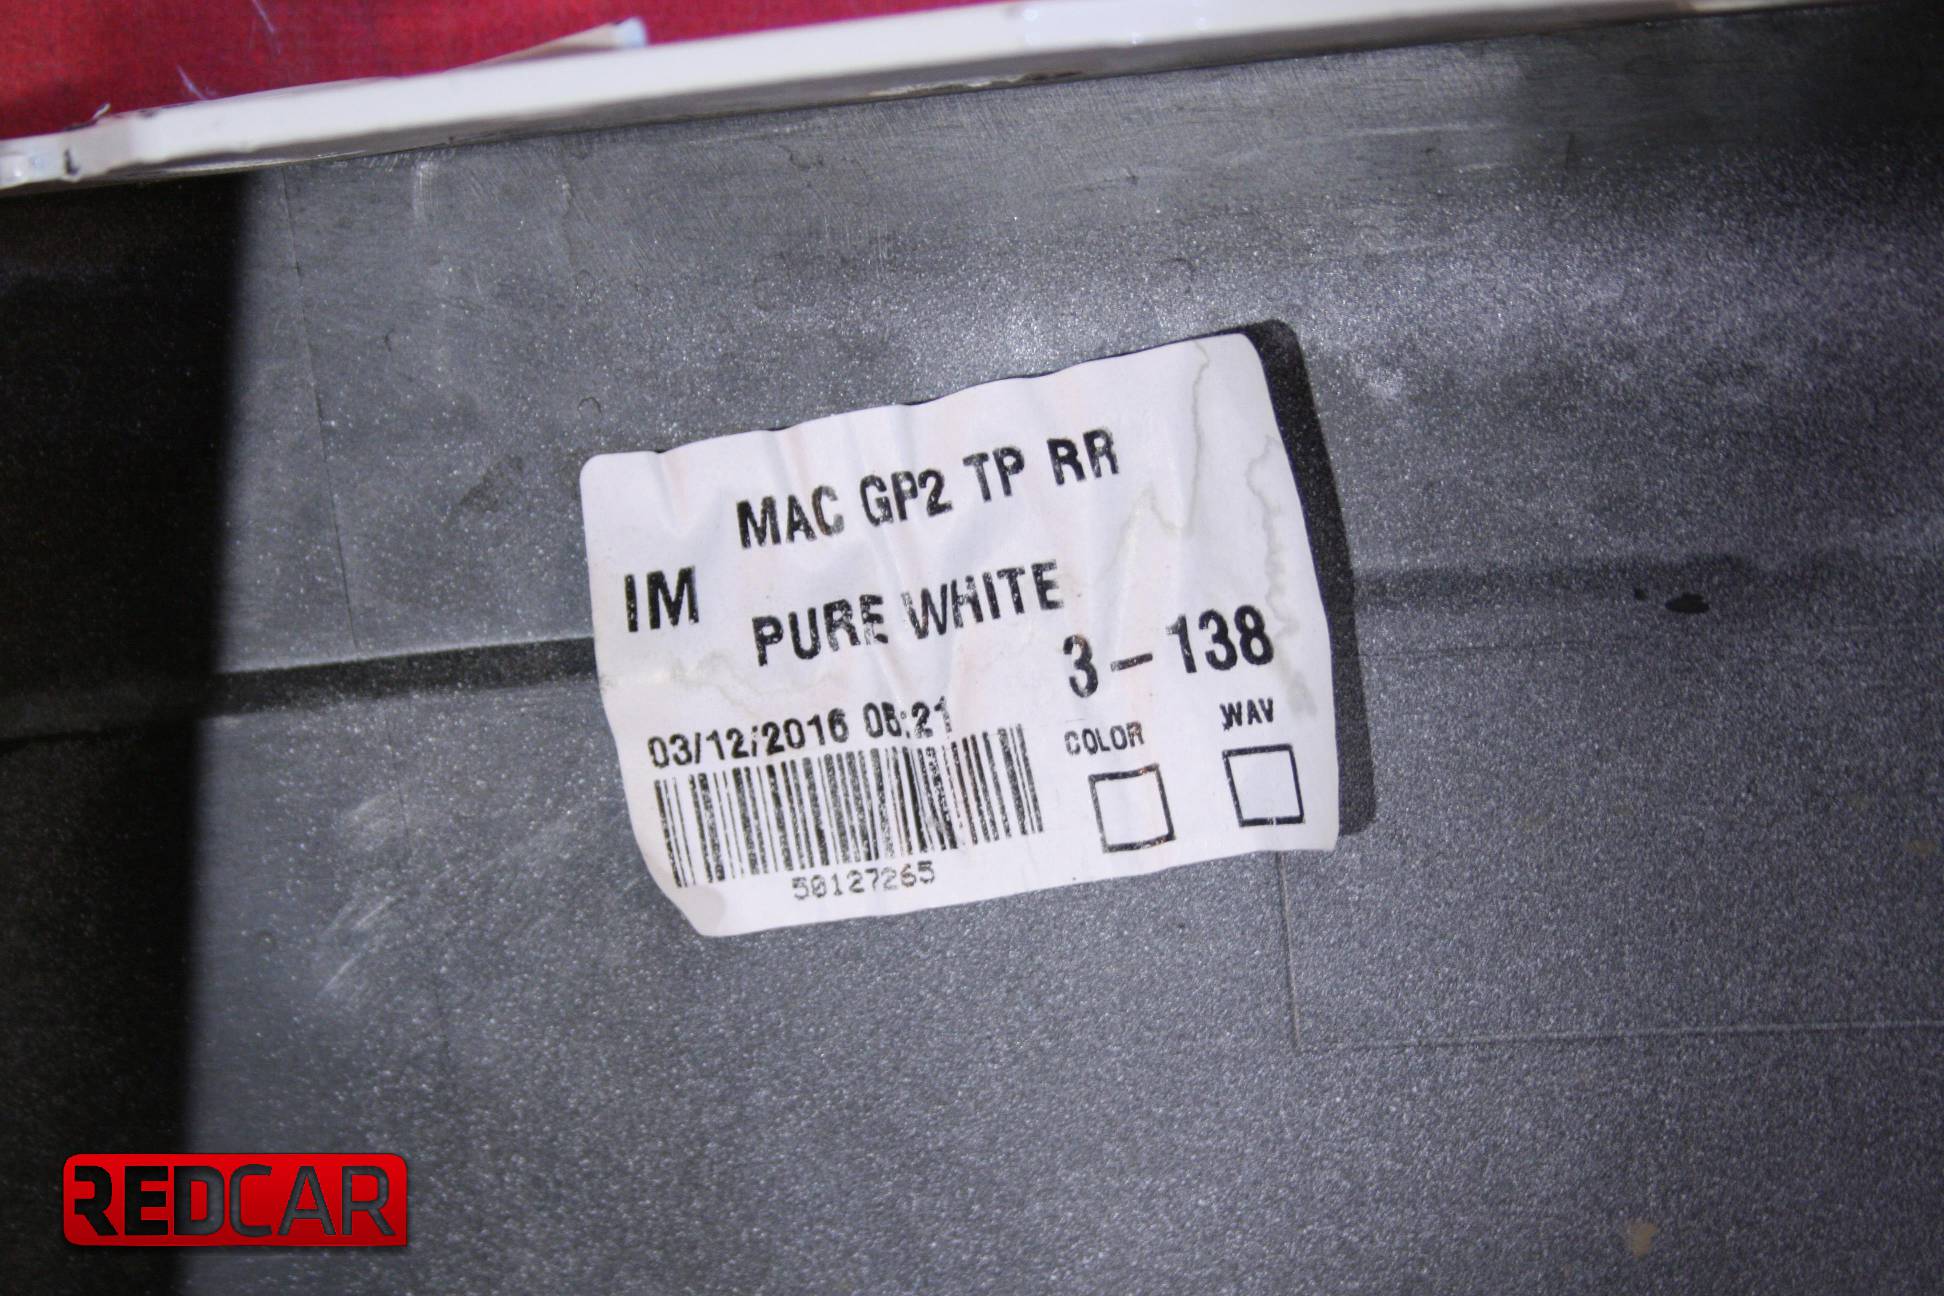 MAC GP2 TP RR
IM
PURE WHITE
3-138
03/12/2016 05:21
COLOR
WAV
50127265
REDCAR